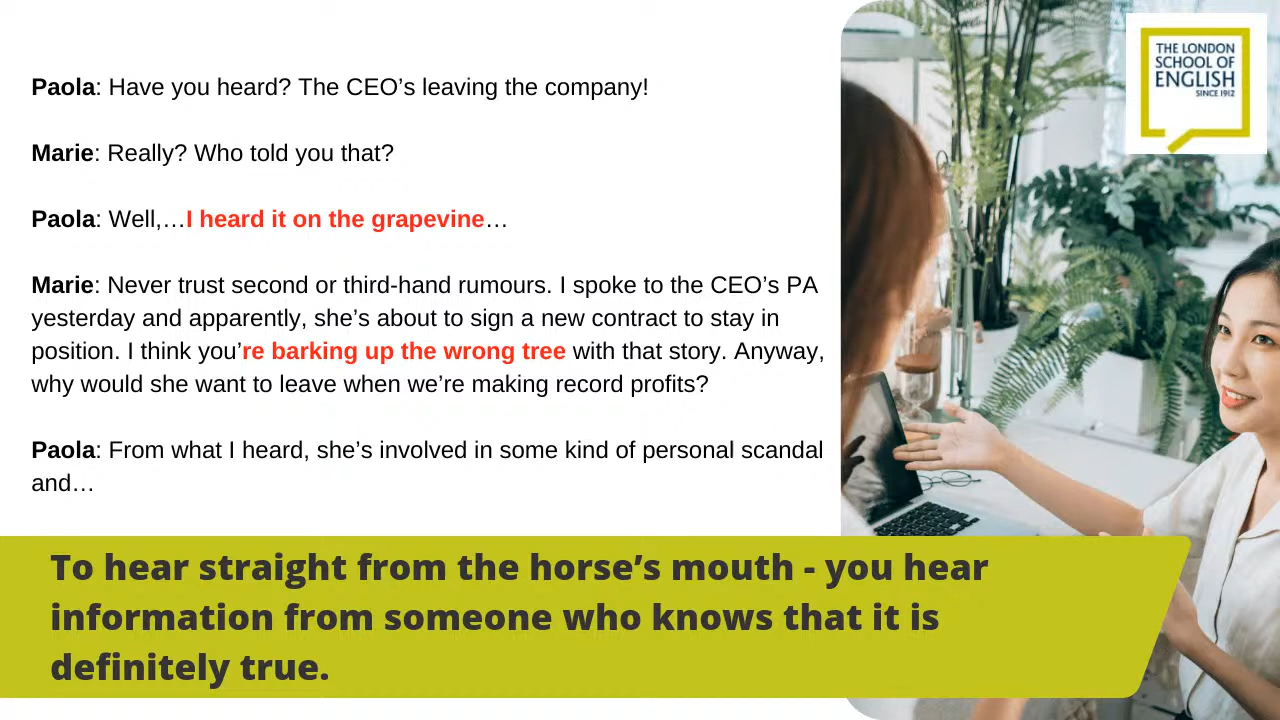 Paola: Have you heard? The CEO’s leaving the company!
Marie: Really? Who told you that?
Paola: Well,…I heard it on the grapevine…
Marie: Never trust second or third-hand rumours. I spoke to the CEO’s PA
yesterday and apparently, she’s about to sign a new contract to stay in
position. I think you’re barking up the wrong tree with that story. Anyway,
why would she want to leave when we’re making record profits?
Paola: From what I heard, she’s involved in some kind of personal scandal
and…
To hear straight from the horse’s mouth - you hear
information from someone who knows that it is
definitely true.
THE LONDON
SCHOOL OF
ENGLISH
SINCE 1912